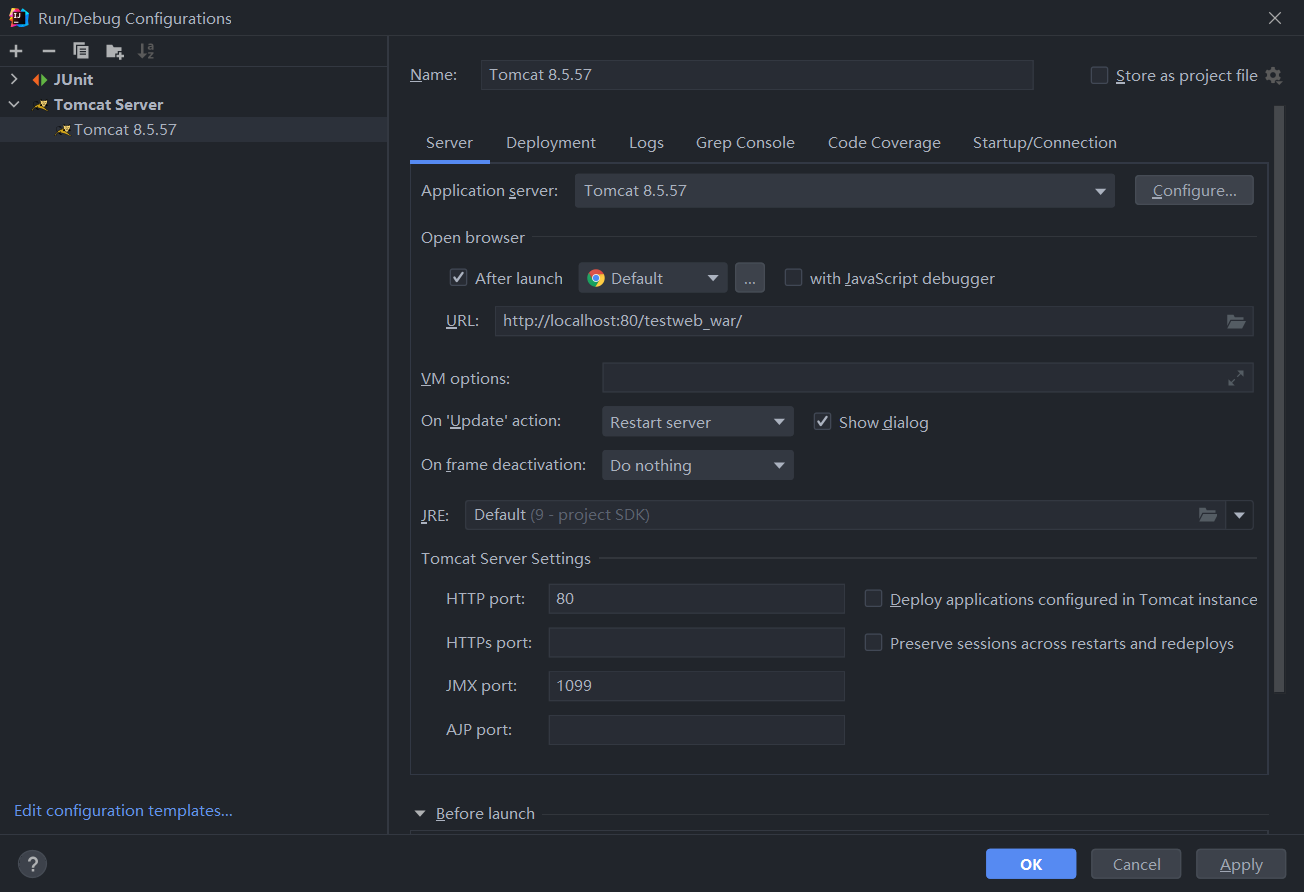 Run/Debug Configurations
JUnit
Tomcat Server
Tomcat 8.5.57
Edit configuration templates...
Name: Tomcat 8.5.57 Store as project file
Server Deployment Logs Grep Console Code Coverage Startup/Connection
Application server: Tomcat 8.5.57 Configure...
Open browser
After launch Default ... with JavaScript debugger
URL: http://localhost:80/testweb_war/
VM options:
On 'Update' action: Restart server Show dialog
On frame deactivation: Do nothing
JRE: Default (9 - project SDK)
Tomcat Server Settings
HTTP port: 80 Deploy applications configured in Tomcat instance
HTTPs port: Preserve sessions across restarts and redeploys
JMX port: 1099
AJP port:
Before launch
? OK Cancel Apply